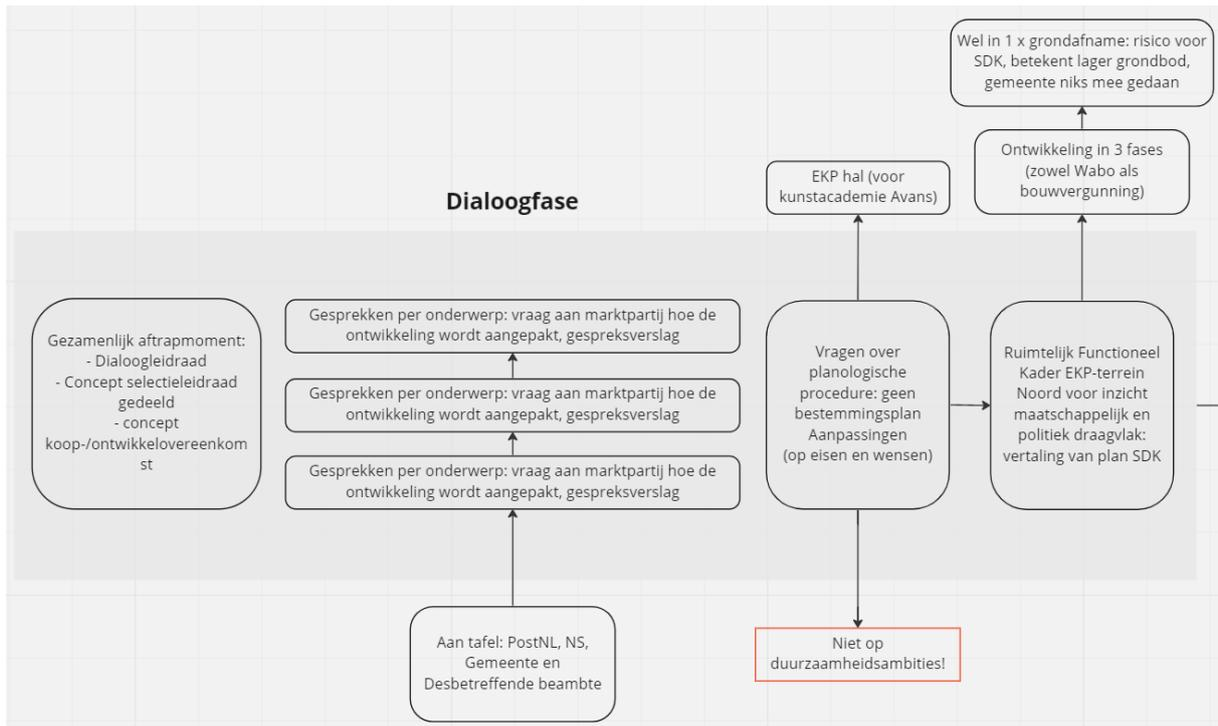 Wel in 1 x grondafname: risico voor
SDK, betekent lager grondbod,
gemeente niks mee gedaan
Ontwikkeling in 3 fases
(zowel Wabo als
bouwvergunning)
EKP hal (voor
kunstacademie Avans)
Dialoogfase
Gezamenlijk aftrapmoment:
- Dialoogleidraad
- Concept selectieleidraad
gedeeld
- concept
koop-/ontwikkelovereenkom
st
Gesprekken per onderwerp: vraag aan marktpartij hoe de
ontwikkeling wordt aangepakt, gespreksverslag
Gesprekken per onderwerp: vraag aan marktpartij hoe de
ontwikkeling wordt aangepakt, gespreksverslag
Gesprekken per onderwerp: vraag aan marktpartij hoe de
ontwikkeling wordt aangepakt, gespreksverslag
Vragen over
planologische
procedure: geen
bestemmingsplan
Aanpassingen
(op eisen en wensen)
Ruimtelijk Functioneel
Kader EKP-terrein
Noord voor inzicht
maatschappelijk en
politiek draagvlak:
vertaling van plan SDK
Aan tafel: PostNL, NS,
Gemeente en
Desbetreffende beambte
Niet op
duurzaamheidsambities!